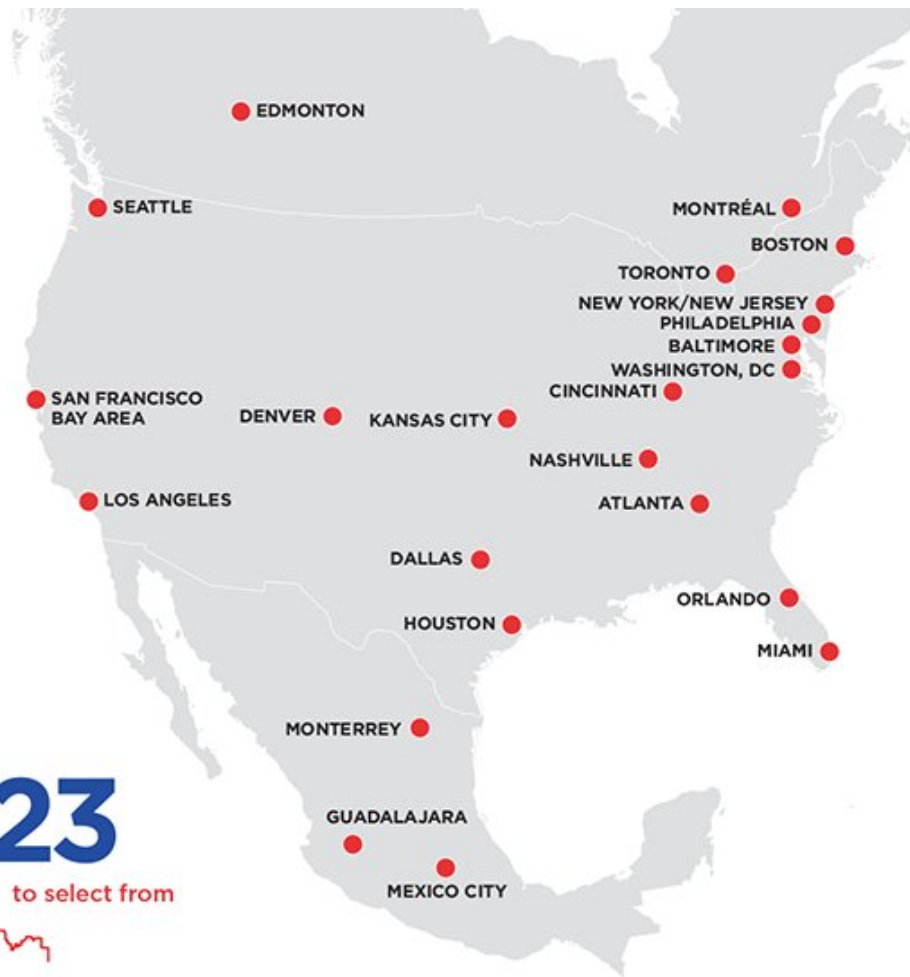 EDMONTON
SEATTLE
MONTRÉAL
BOSTON
TORONTO
NEW YORK/NEW JERSEY
PHILADELPHIA
BALTIMORE
WASHINGTON, DC
CINCINNATI
SAN FRANCISCO
BAY AREA
DENVER
KANSAS CITY
NASHVILLE
LOS ANGELES
ATLANTA
DALLAS
ORLANDO
HOUSTON
MIAMI
MONTERREY
23
GUADALAJARA
MEXICO CITY
to select from